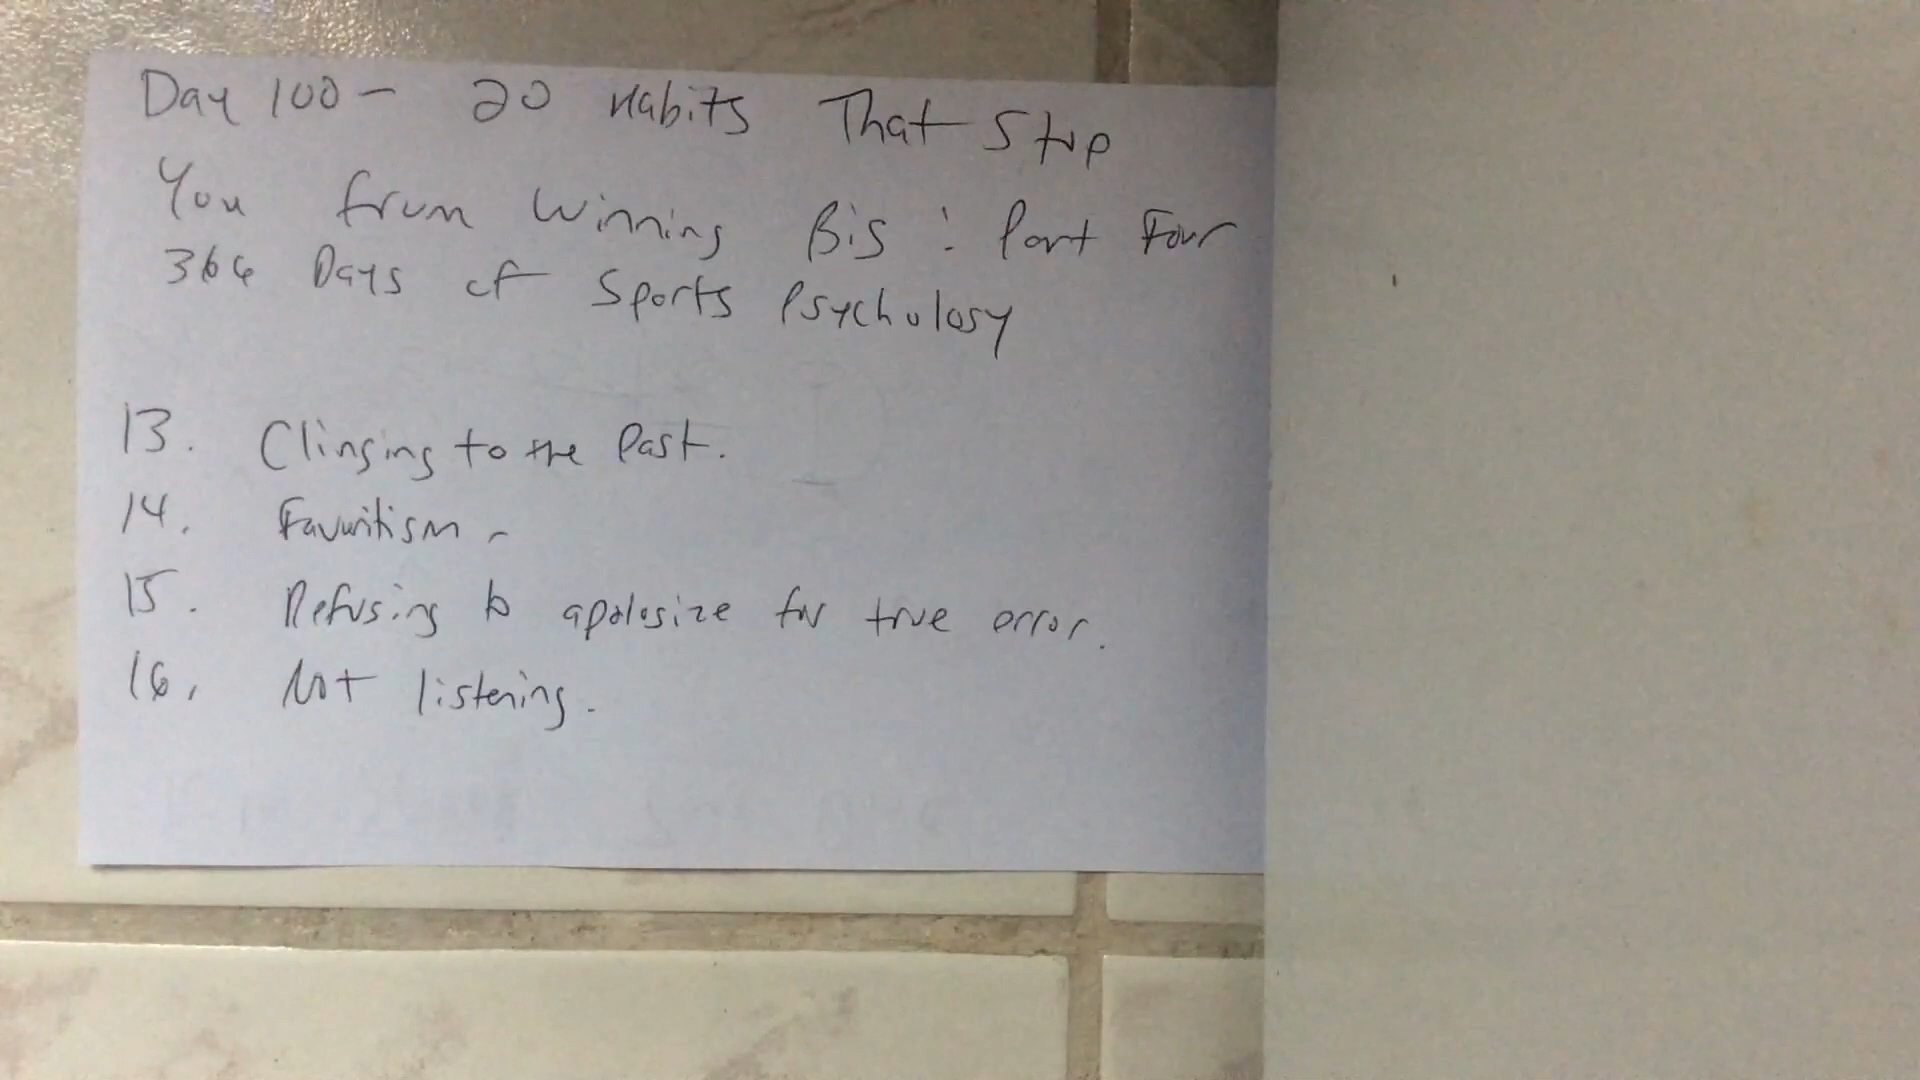 Day 100 - 20 Habits That Stop
You from Winning Big: Part Four
366 Days of Sports Psychology
13. Clinging to the Past.
14. Favoritism.
15. Refusing to apologize for true error.
16. Not listening.